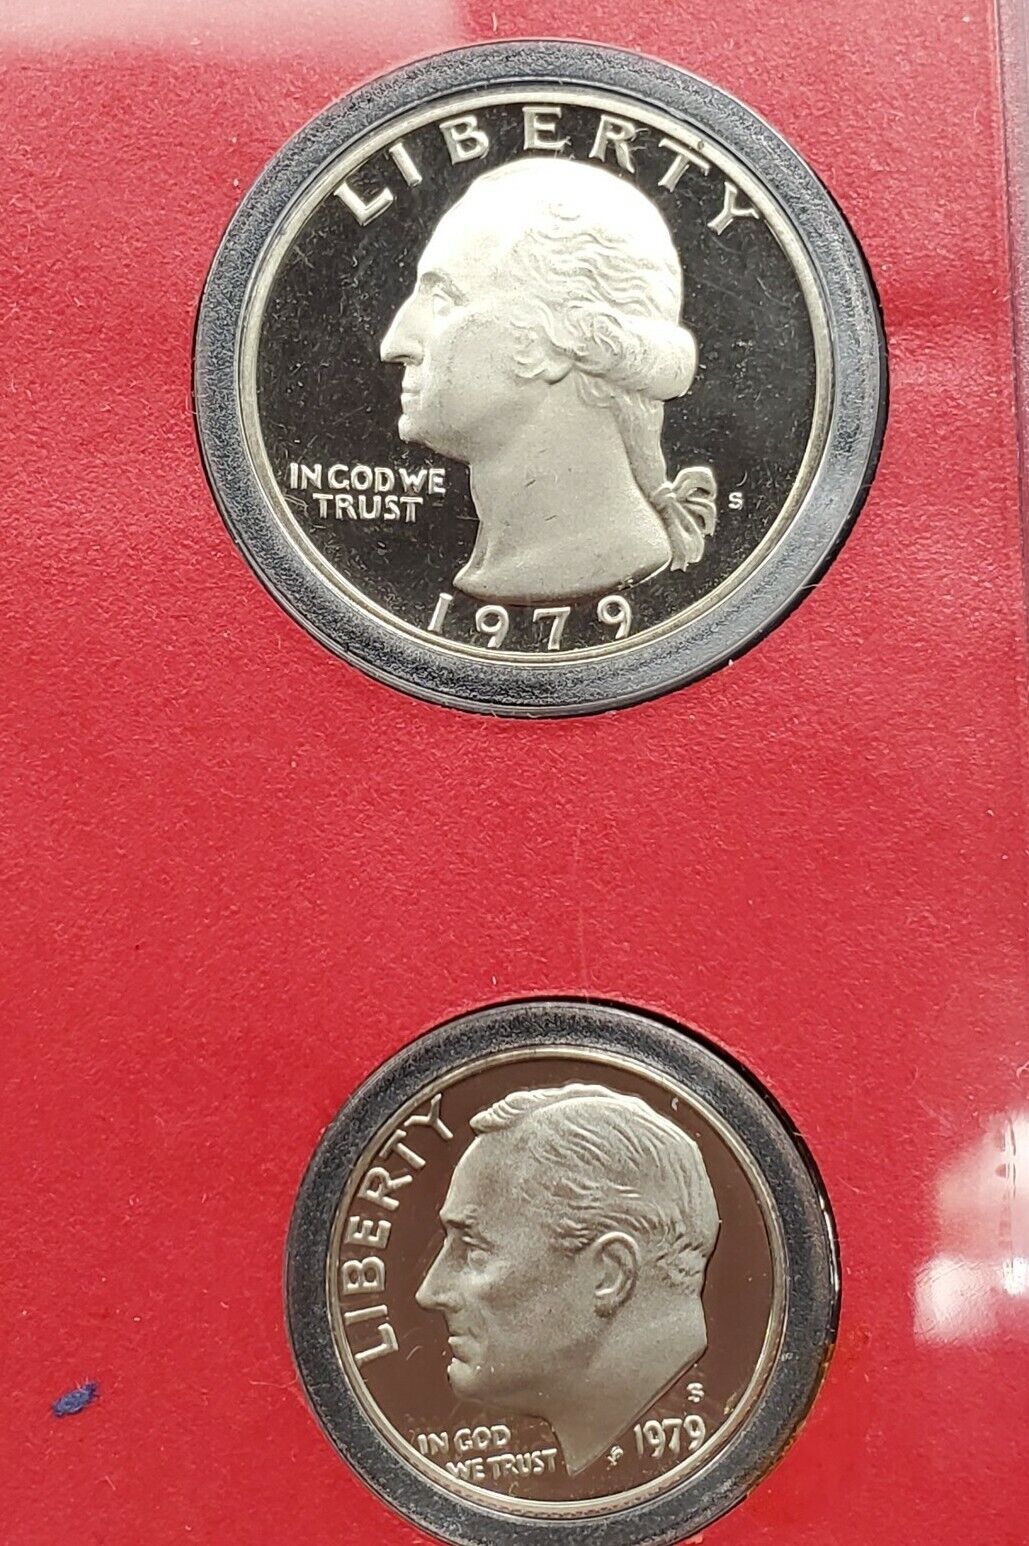 LIBERTY
IN GOD WE
TRUST
S
1979
LIBERTY
S
IN GOD
WE TRUST
1979